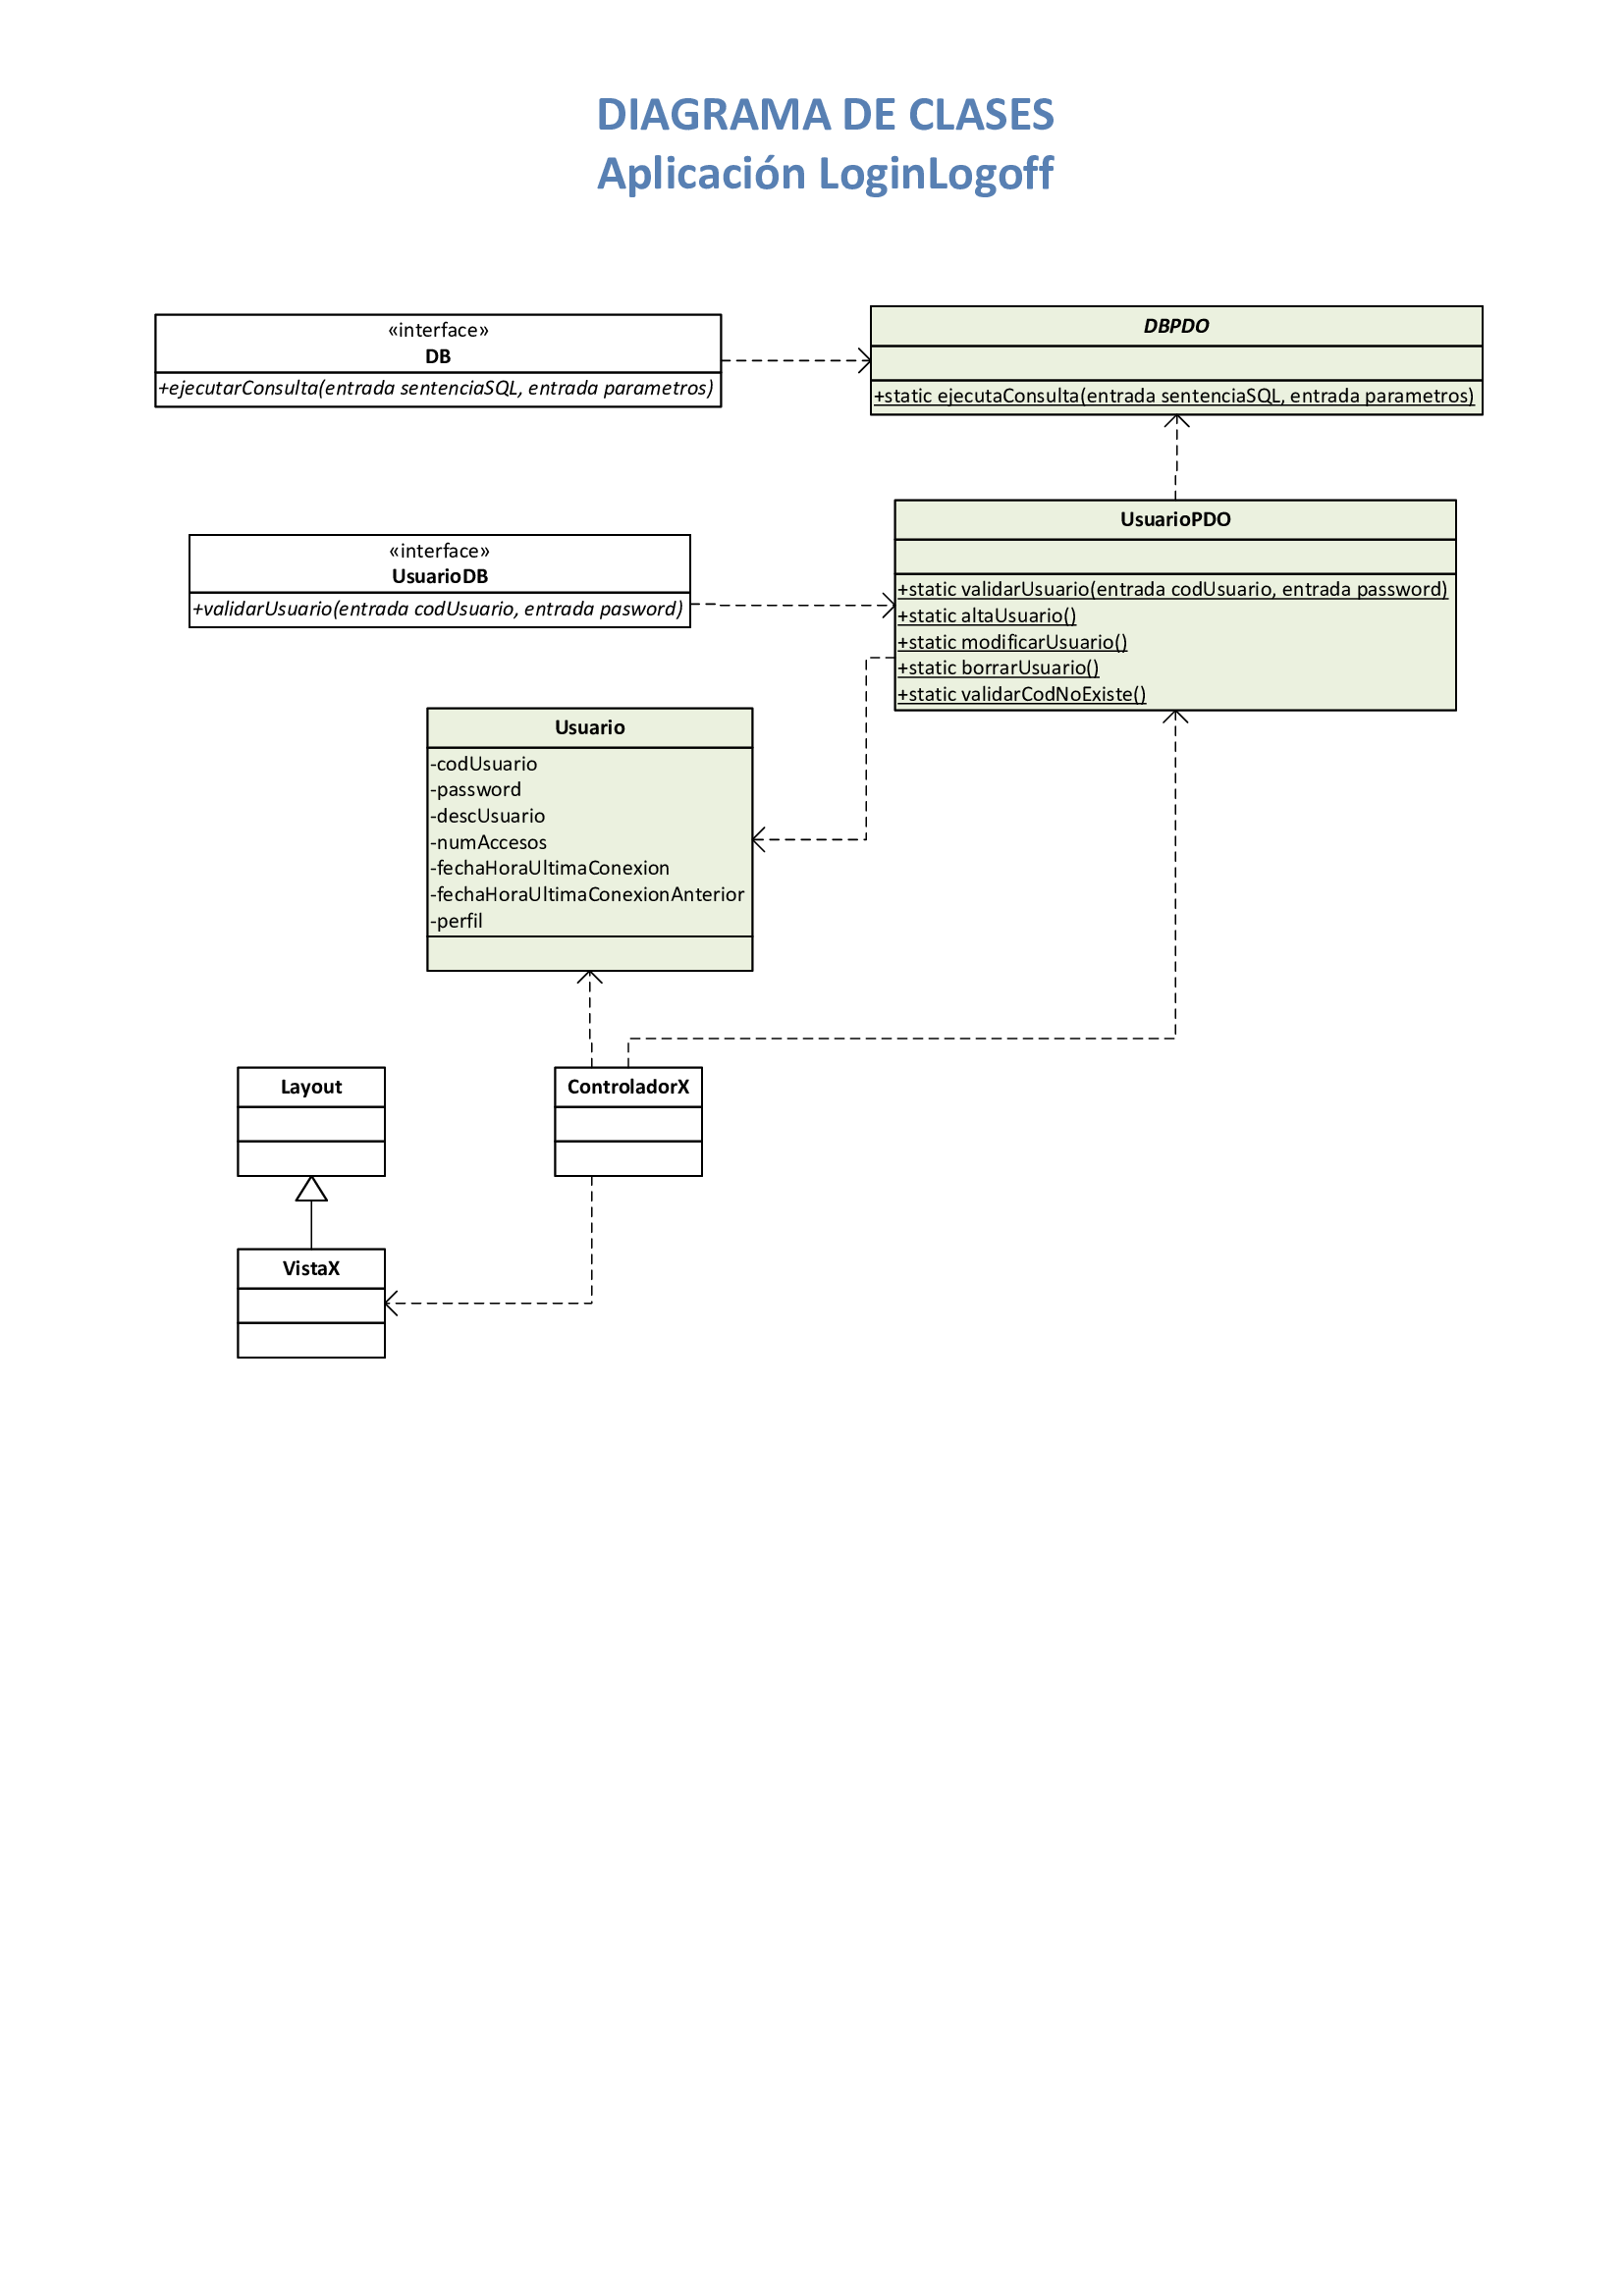 DIAGRAMA DE CLASES
Aplicación LoginLogoff
«interface»
DB
+ejecutarConsulta(entrada sentenciaSQL, entrada parametros)
DBPDO
+static ejecutaConsulta(entrada sentenciaSQL, entrada parametros)
«interface»
UsuarioDB
+validarUsuario(entrada codUsuario, entrada pasword)
UsuarioPDO
+static validarUsuario(entrada codUsuario, entrada password)
+static altaUsuario()
+static modificarUsuario()
+static borrarUsuario()
+static validarCodNoExiste()
Usuario
-codUsuario
-password
-descUsuario
-numAccesos
-fechaHoraUltimaConexion
-fechaHoraUltimaConexionAnterior
-perfil
Layout
ControladorX
VistaX